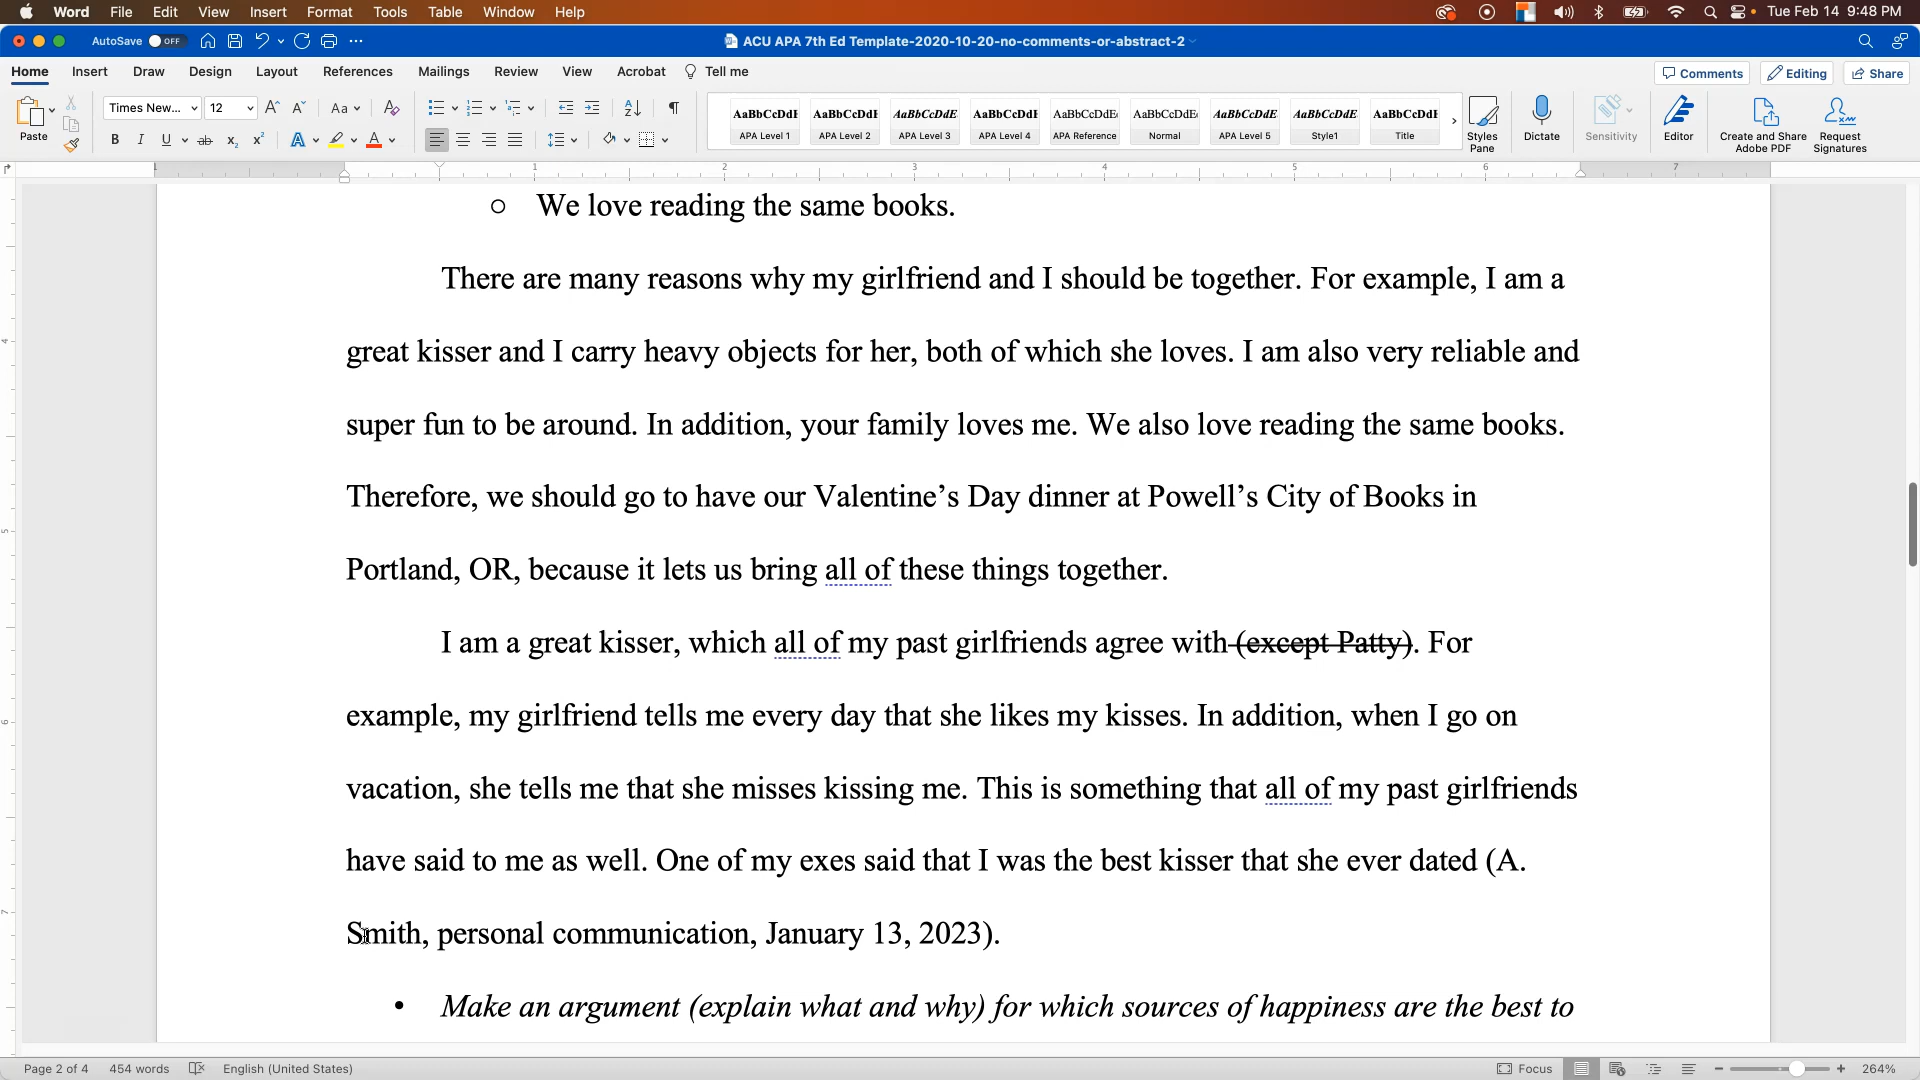 Word File Edit View Insert Format Tools Table Window Help Tue Feb 14 9:48 PM
AutoSave OFF ACU APA 7th Ed Template-2020-10-20-no-comments-or-abstract-2
Home Insert Draw Design Layout References Mailings Review View Acrobat Tell me Comments Editing Share
Paste Times New... 12 Aa
B I U ab x₂ x² A A
AaBbCcDdE AaBbCcDdE AaBbCcDdE AaBbCcDdE AaBbCcDdE AaBbCcDdE AaBbCcDdE AaBbCcDdE AaBbCcDdE
APA Level 1 APA Level 2 APA Level 3 APA Level 4 APA Reference Normal APA Level 5 Style1 Title
Styles Pane Dictate Sensitivity Editor Create and Share Adobe PDF Request Signatures
1 1 2 3 4 5 6 7
We love reading the same books.
There are many reasons why my girlfriend and I should be together. For example, I am a
great kisser and I carry heavy objects for her, both of which she loves. I am also very reliable and
super fun to be around. In addition, your family loves me. We also love reading the same books.
Therefore, we should go to have our Valentine’s Day dinner at Powell’s City of Books in
Portland, OR, because it lets us bring all of these things together.
I am a great kisser, which all of my past girlfriends agree with (except Patty). For
example, my girlfriend tells me every day that she likes my kisses. In addition, when I go on
vacation, she tells me that she misses kissing me. This is something that all of my past girlfriends
have said to me as well. One of my exes said that I was the best kisser that she ever dated (A.
Smith, personal communication, January 13, 2023).
• Make an argument (explain what and why) for which sources of happiness are the best to
Page 2 of 4 454 words English (United States) Focus 264%